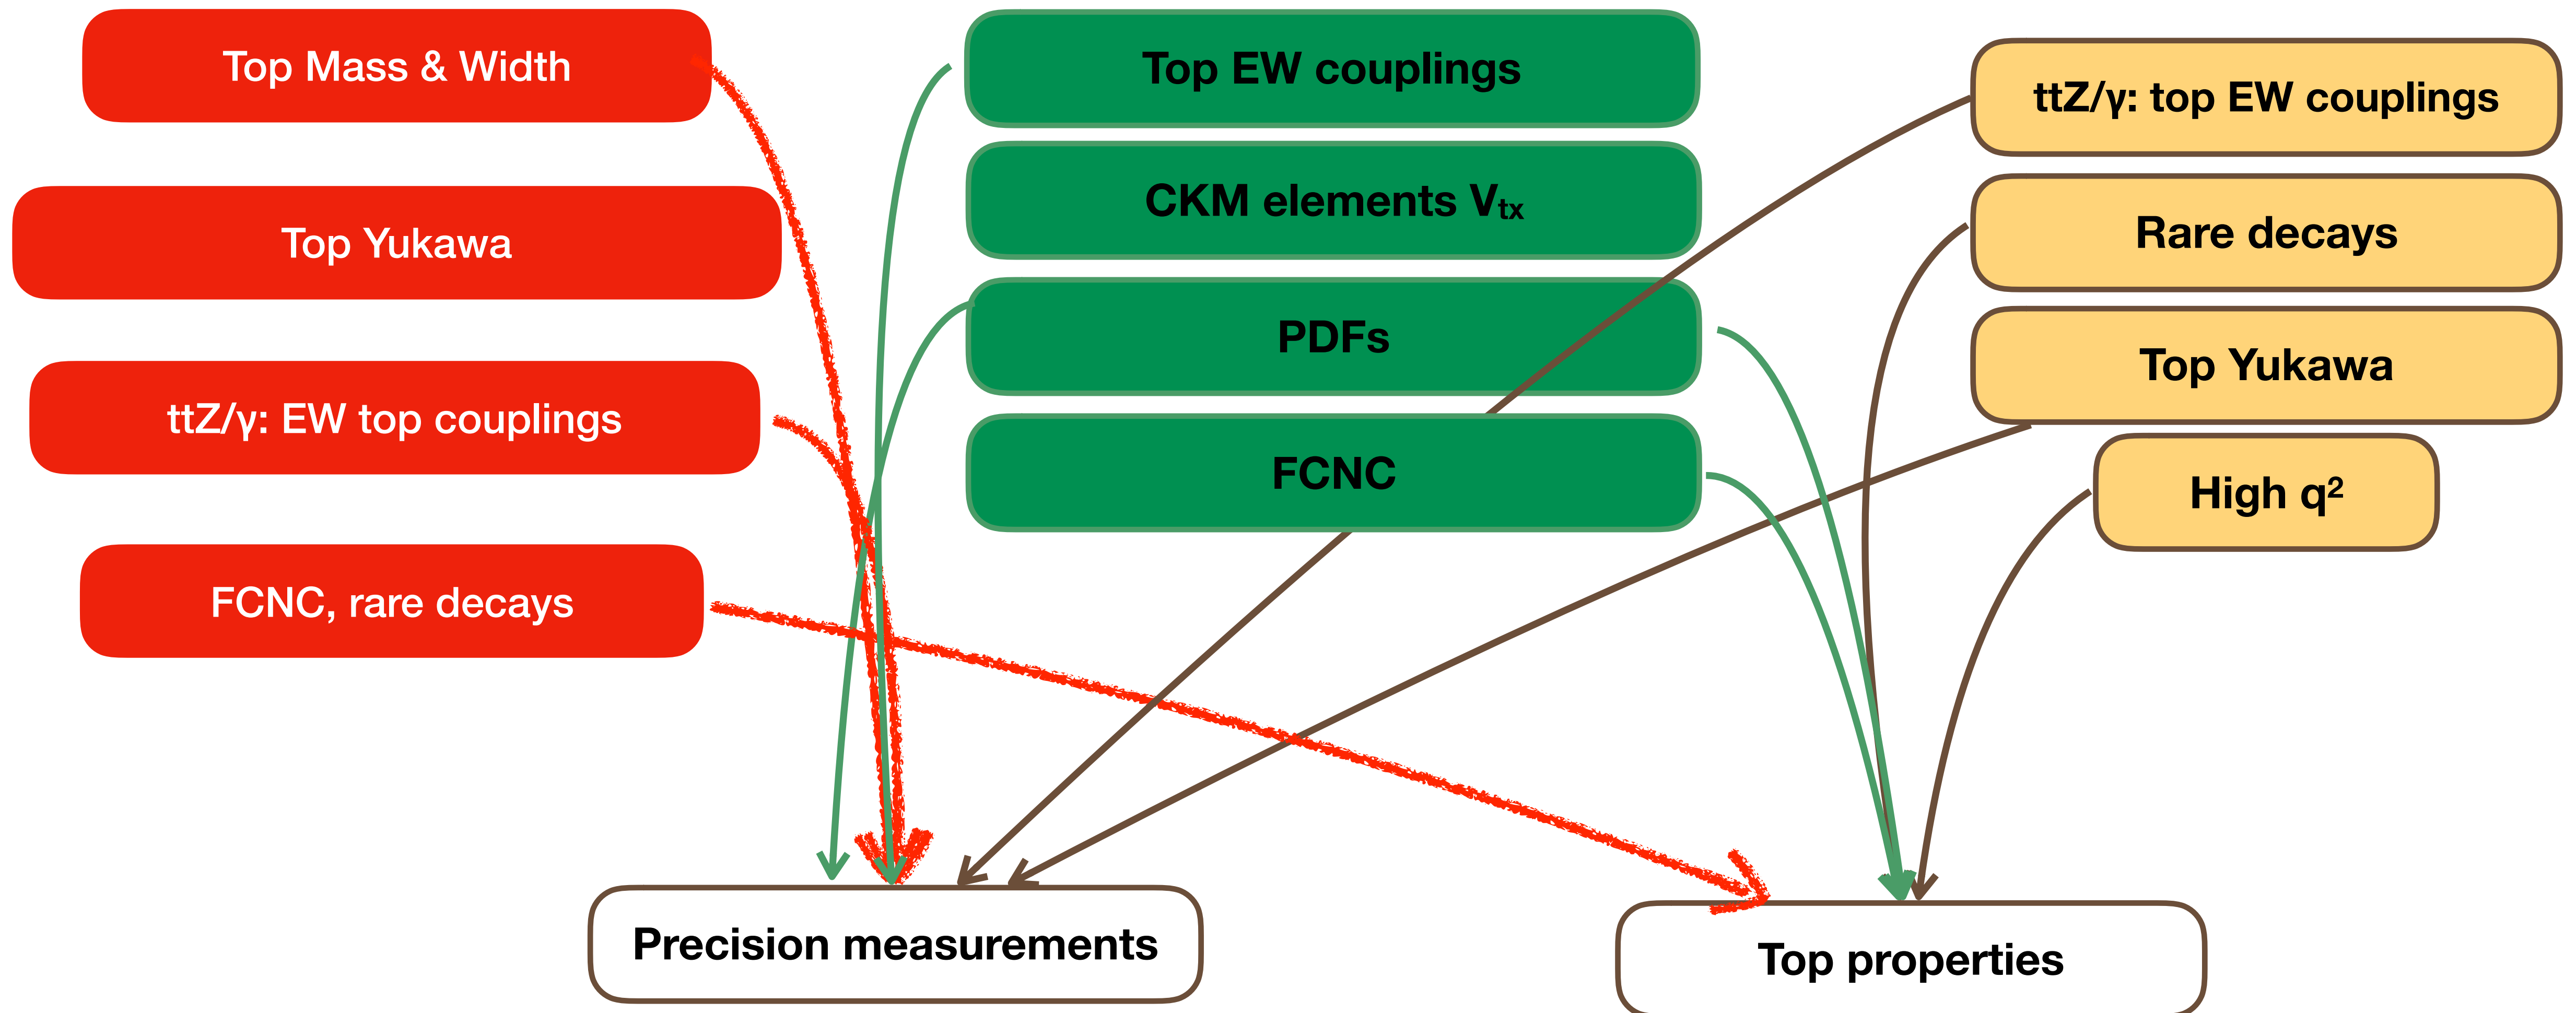 Top Mass & Width
Top Yukawa
ttZ/γ: EW top couplings
FCNC, rare decays
Top EW couplings
CKM elements Vtx
PDFs
FCNC
ttZ/γ: top EW couplings
Rare decays
Top Yukawa
High q²
Precision measurements
Top properties